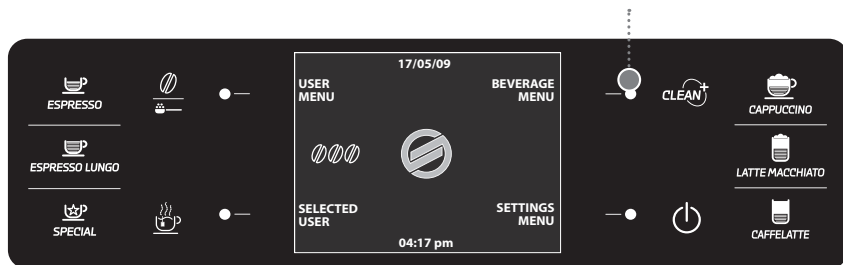 17/05/09
USER
MENU
BEVERAGE
MENU
ESPRESSO
CLEAN+
CAPPUCCINO
ESPRESSO LUNGO
LATTE MACCHIATO
SELECTED
USER
SETTINGS
MENU
SPECIAL
CAFFELATTE
04:17 pm